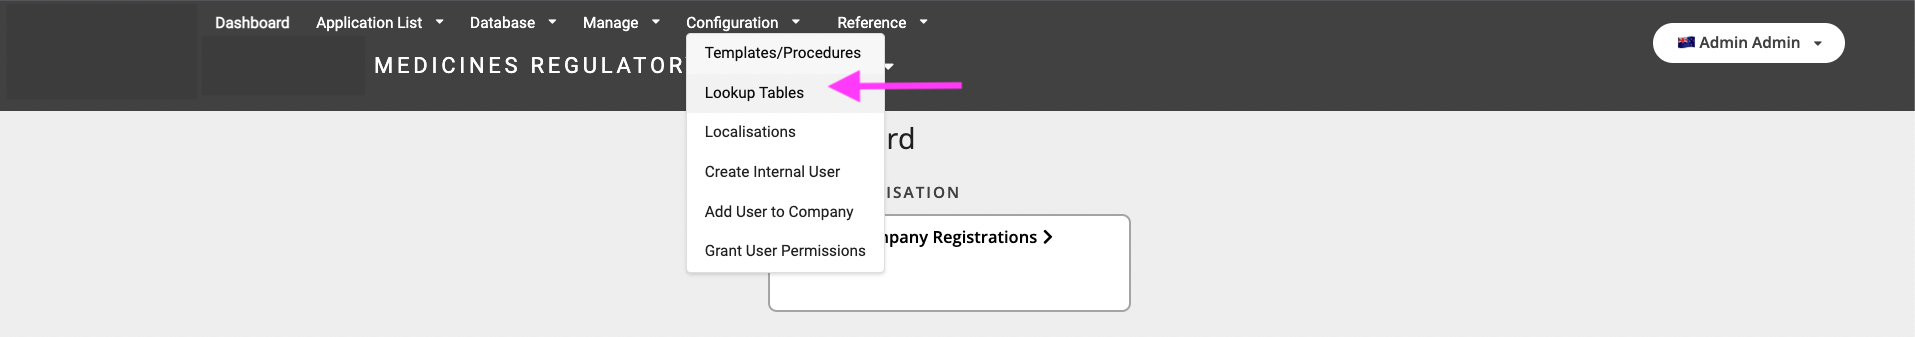 Dashboard Application List Database Manage Configuration Reference
Admin Admin
MEDICINES REGULATOR
Templates/Procedures
Lookup Tables
Localisations
Create Internal User
Add User to Company
Grant User Permissions
rd
ISATION
mpany Registrations